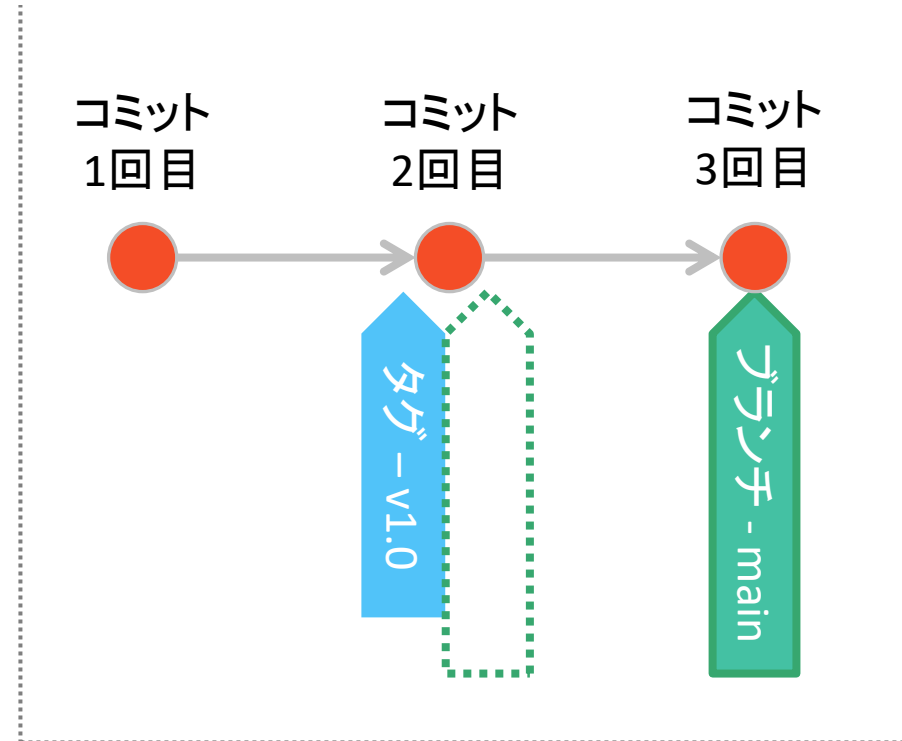 コミット
1回目
コミット
2回目
コミット
3回目
タグ – v1.0
ブランチ - main